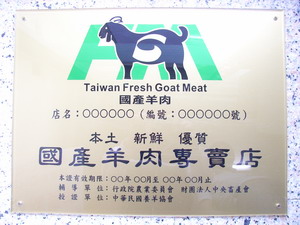 Taiwan Fresh Goat Meat
國產羊肉
店名：○○○○○○（編號：○○○○○○號）
本土 新鮮 優質
國產羊肉專賣店
本證有效期限：○○年 ○○月至 ○○年 ○○月止
輔導單位：行政院農業委員會 財團法人中央畜產會
授證單位：中華民國養羊協會